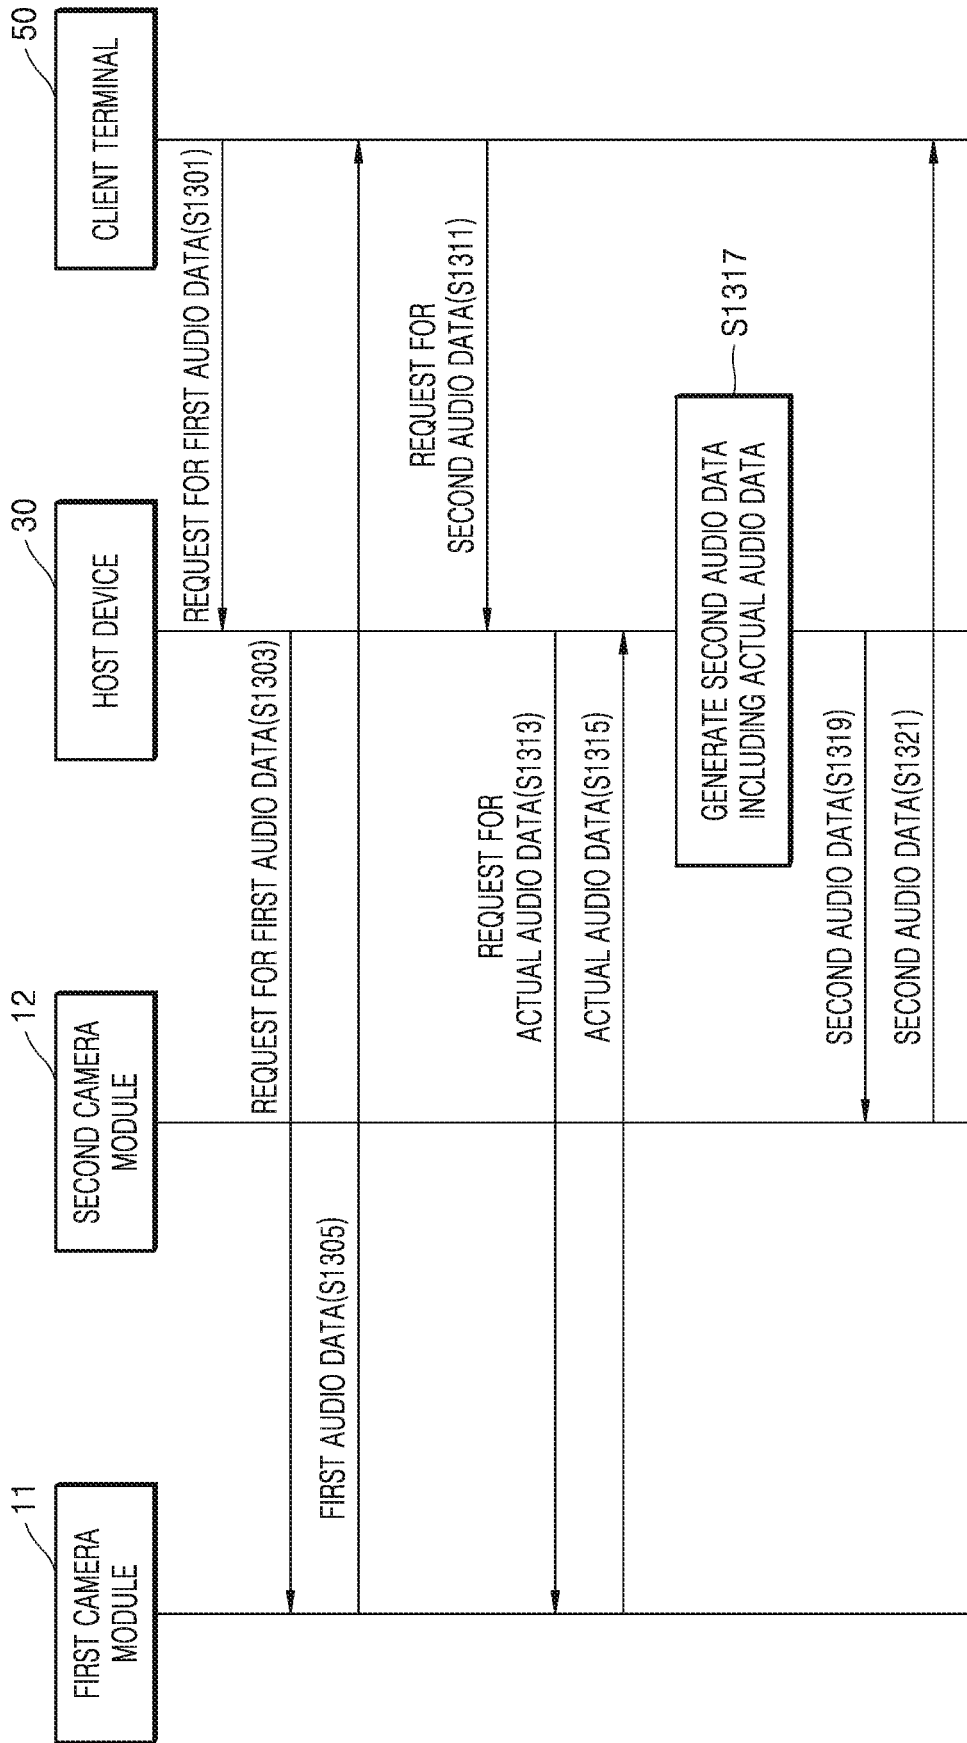 11
12
30
50
FIRST CAMERA
MODULE
SECOND CAMERA
MODULE
HOST DEVICE
CLIENT TERMINAL
REQUEST FOR FIRST AUDIO DATA(S1301)
REQUEST FOR FIRST AUDIO DATA(S1303)
FIRST AUDIO DATA(S1305)
REQUEST FOR
SECOND AUDIO DATA(S1311)
REQUEST FOR
ACTUAL AUDIO DATA(S1313)
ACTUAL AUDIO DATA(S1315)
GENERATE SECOND AUDIO DATA
INCLUDING ACTUAL AUDIO DATA
S1317
SECOND AUDIO DATA(S1319)
SECOND AUDIO DATA(S1321)